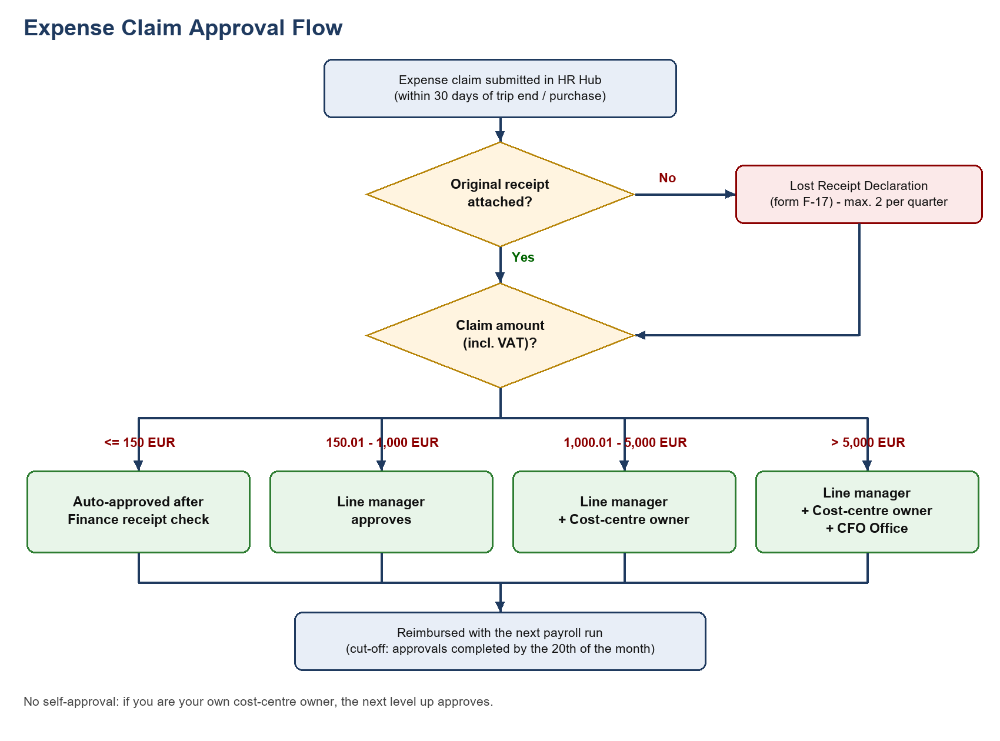 Expense Claim Approval Flow
Expense claim submitted in HR Hub
(within 30 days of trip end / purchase)
Original receipt
attached?
No
Lost Receipt Declaration
(form F-17) - max. 2 per quarter
Yes
Claim amount
(incl. VAT)?
<= 150 EUR
150.01 - 1,000 EUR
1,000.01 - 5,000 EUR
> 5,000 EUR
Auto-approved after
Finance receipt check
Line manager
approves
Line manager
+ Cost-centre owner
Line manager
+ Cost-centre owner
+ CFO Office
Reimbursed with the next payroll run
(cut-off: approvals completed by the 20th of the month)
No self-approval: if you are your own cost-centre owner, the next level up approves.